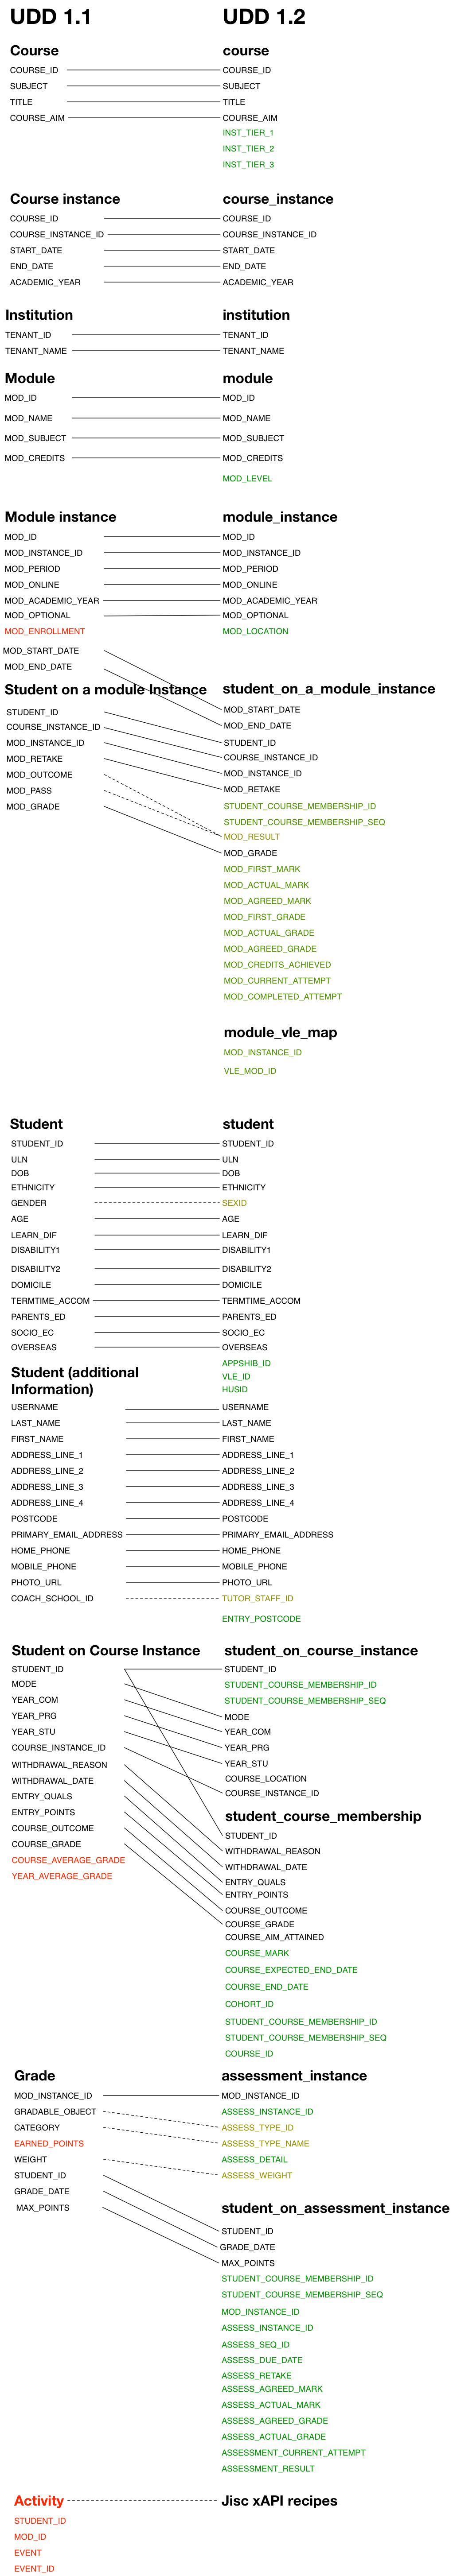 UDD 1.1 UDD 1.2
Course course
COURSE_ID COURSE_ID
SUBJECT SUBJECT
TITLE TITLE
COURSE_AIM COURSE_AIM
INST_TIER_1
INST_TIER_2
INST_TIER_3
Course instance course_instance
COURSE_ID COURSE_ID
COURSE_INSTANCE_ID COURSE_INSTANCE_ID
START_DATE START_DATE
END_DATE END_DATE
ACADEMIC_YEAR ACADEMIC_YEAR
Institution institution
TENANT_ID TENANT_ID
TENANT_NAME TENANT_NAME
Module module
MOD_ID MOD_ID
MOD_NAME MOD_NAME
MOD_SUBJECT MOD_SUBJECT
MOD_CREDITS MOD_CREDITS
MOD_LEVEL
Module instance module_instance
MOD_ID MOD_ID
MOD_INSTANCE_ID MOD_INSTANCE_ID
MOD_PERIOD MOD_PERIOD
MOD_ONLINE MOD_ONLINE
MOD_ACADEMIC_YEAR MOD_ACADEMIC_YEAR
MOD_OPTIONAL MOD_OPTIONAL
MOD_ENROLLMENT MOD_LOCATION
MOD_START_DATE
MOD_END_DATE
Student on a module Instance student_on_a_module_instance
STUDENT_ID MOD_START_DATE
COURSE_INSTANCE_ID MOD_END_DATE
MOD_INSTANCE_ID STUDENT_ID
MOD_RETAKE COURSE_INSTANCE_ID
MOD_OUTCOME MOD_INSTANCE_ID
MOD_PASS MOD_RETAKE
MOD_GRADE STUDENT_COURSE_MEMBERSHIP_ID
STUDENT_COURSE_MEMBERSHIP_SEQ
MOD_RESULT
MOD_GRADE
MOD_FIRST_MARK
MOD_ACTUAL_MARK
MOD_AGREED_MARK
MOD_FIRST_GRADE
MOD_ACTUAL_GRADE
MOD_AGREED_GRADE
MOD_CREDITS_ACHIEVED
MOD_CURRENT_ATTEMPT
MOD_COMPLETED_ATTEMPT
module_vle_map
MOD_INSTANCE_ID
VLE_MOD_ID
Student student
STUDENT_ID STUDENT_ID
ULN ULN
DOB DOB
ETHNICITY ETHNICITY
GENDER SEXID
AGE AGE
LEARN_DIF LEARN_DIF
DISABILITY1 DISABILITY1
DISABILITY2 DISABILITY2
DOMICILE DOMICILE
TERMTIME_ACCOM TERMTIME_ACCOM
PARENTS_ED PARENTS_ED
SOCIO_EC SOCIO_EC
OVERSEAS OVERSEAS
APPSHIB_ID
Student (additional VLE_ID
Information) HUSID
USERNAME USERNAME
LAST_NAME LAST_NAME
FIRST_NAME FIRST_NAME
ADDRESS_LINE_1 ADDRESS_LINE_1
ADDRESS_LINE_2 ADDRESS_LINE_2
ADDRESS_LINE_3 ADDRESS_LINE_3
ADDRESS_LINE_4 ADDRESS_LINE_4
POSTCODE POSTCODE
PRIMARY_EMAIL_ADDRESS PRIMARY_EMAIL_ADDRESS
HOME_PHONE HOME_PHONE
MOBILE_PHONE MOBILE_PHONE
PHOTO_URL PHOTO_URL
COACH_SCHOOL_ID TUTOR_STAFF_ID
ENTRY_POSTCODE
Student on Course Instance student_on_course_instance
STUDENT_ID STUDENT_ID
MODE STUDENT_COURSE_MEMBERSHIP_ID
YEAR_COM STUDENT_COURSE_MEMBERSHIP_SEQ
YEAR_PRG MODE
YEAR_STU YEAR_COM
COURSE_INSTANCE_ID YEAR_PRG
WITHDRAWAL_REASON YEAR_STU
WITHDRAWAL_DATE COURSE_LOCATION
ENTRY_QUALS COURSE_INSTANCE_ID
ENTRY_POINTS student_course_membership
COURSE_OUTCOME STUDENT_ID
COURSE_GRADE WITHDRAWAL_REASON
COURSE_AVERAGE_GRADE WITHDRAWAL_DATE
YEAR_AVERAGE_GRADE ENTRY_QUALS
ENTRY_POINTS
COURSE_OUTCOME
COURSE_GRADE
COURSE_AIM_ATTAINED
COURSE_MARK
COURSE_EXPECTED_END_DATE
COURSE_END_DATE
COHORT_ID
STUDENT_COURSE_MEMBERSHIP_ID
STUDENT_COURSE_MEMBERSHIP_SEQ
COURSE_ID
Grade assessment_instance
MOD_INSTANCE_ID MOD_INSTANCE_ID
GRADABLE_OBJECT ASSESS_INSTANCE_ID
CATEGORY ASSESS_TYPE_ID
EARNED_POINTS ASSESS_TYPE_NAME
WEIGHT ASSESS_DETAIL
STUDENT_ID ASSESS_WEIGHT
GRADE_DATE
MAX_POINTS student_on_assessment_instance
STUDENT_ID
GRADE_DATE
MAX_POINTS
STUDENT_COURSE_MEMBERSHIP_ID
STUDENT_COURSE_MEMBERSHIP_SEQ
MOD_INSTANCE_ID
ASSESS_INSTANCE_ID
ASSESS_SEQ_ID
ASSESS_DUE_DATE
ASSESS_RETAKE
ASSESS_AGREED_MARK
ASSESS_ACTUAL_MARK
ASSESS_AGREED_GRADE
ASSESS_ACTUAL_GRADE
ASSESSMENT_CURRENT_ATTEMPT
ASSESSMENT_RESULT
Activity Jisc xAPI recipes
STUDENT_ID
MOD_ID
EVENT
EVENT_ID